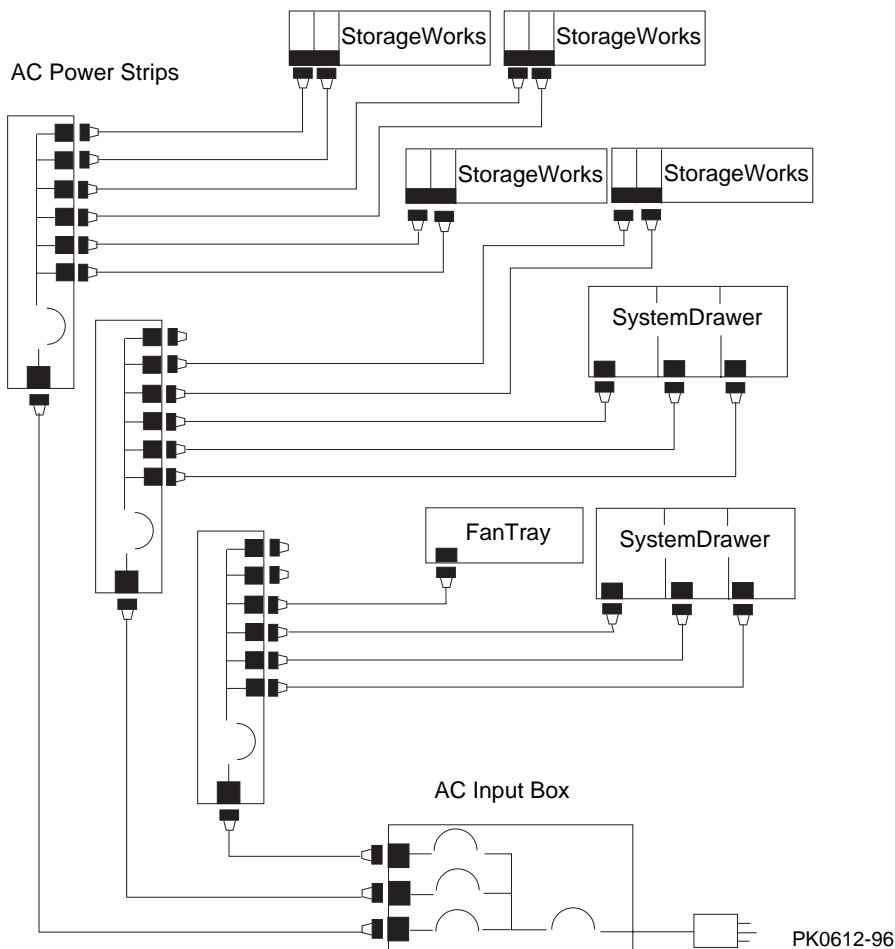 StorageWorks
StorageWorks
AC Power Strips
StorageWorks
StorageWorks
SystemDrawer
FanTray
SystemDrawer
AC Input Box
PK0612-96